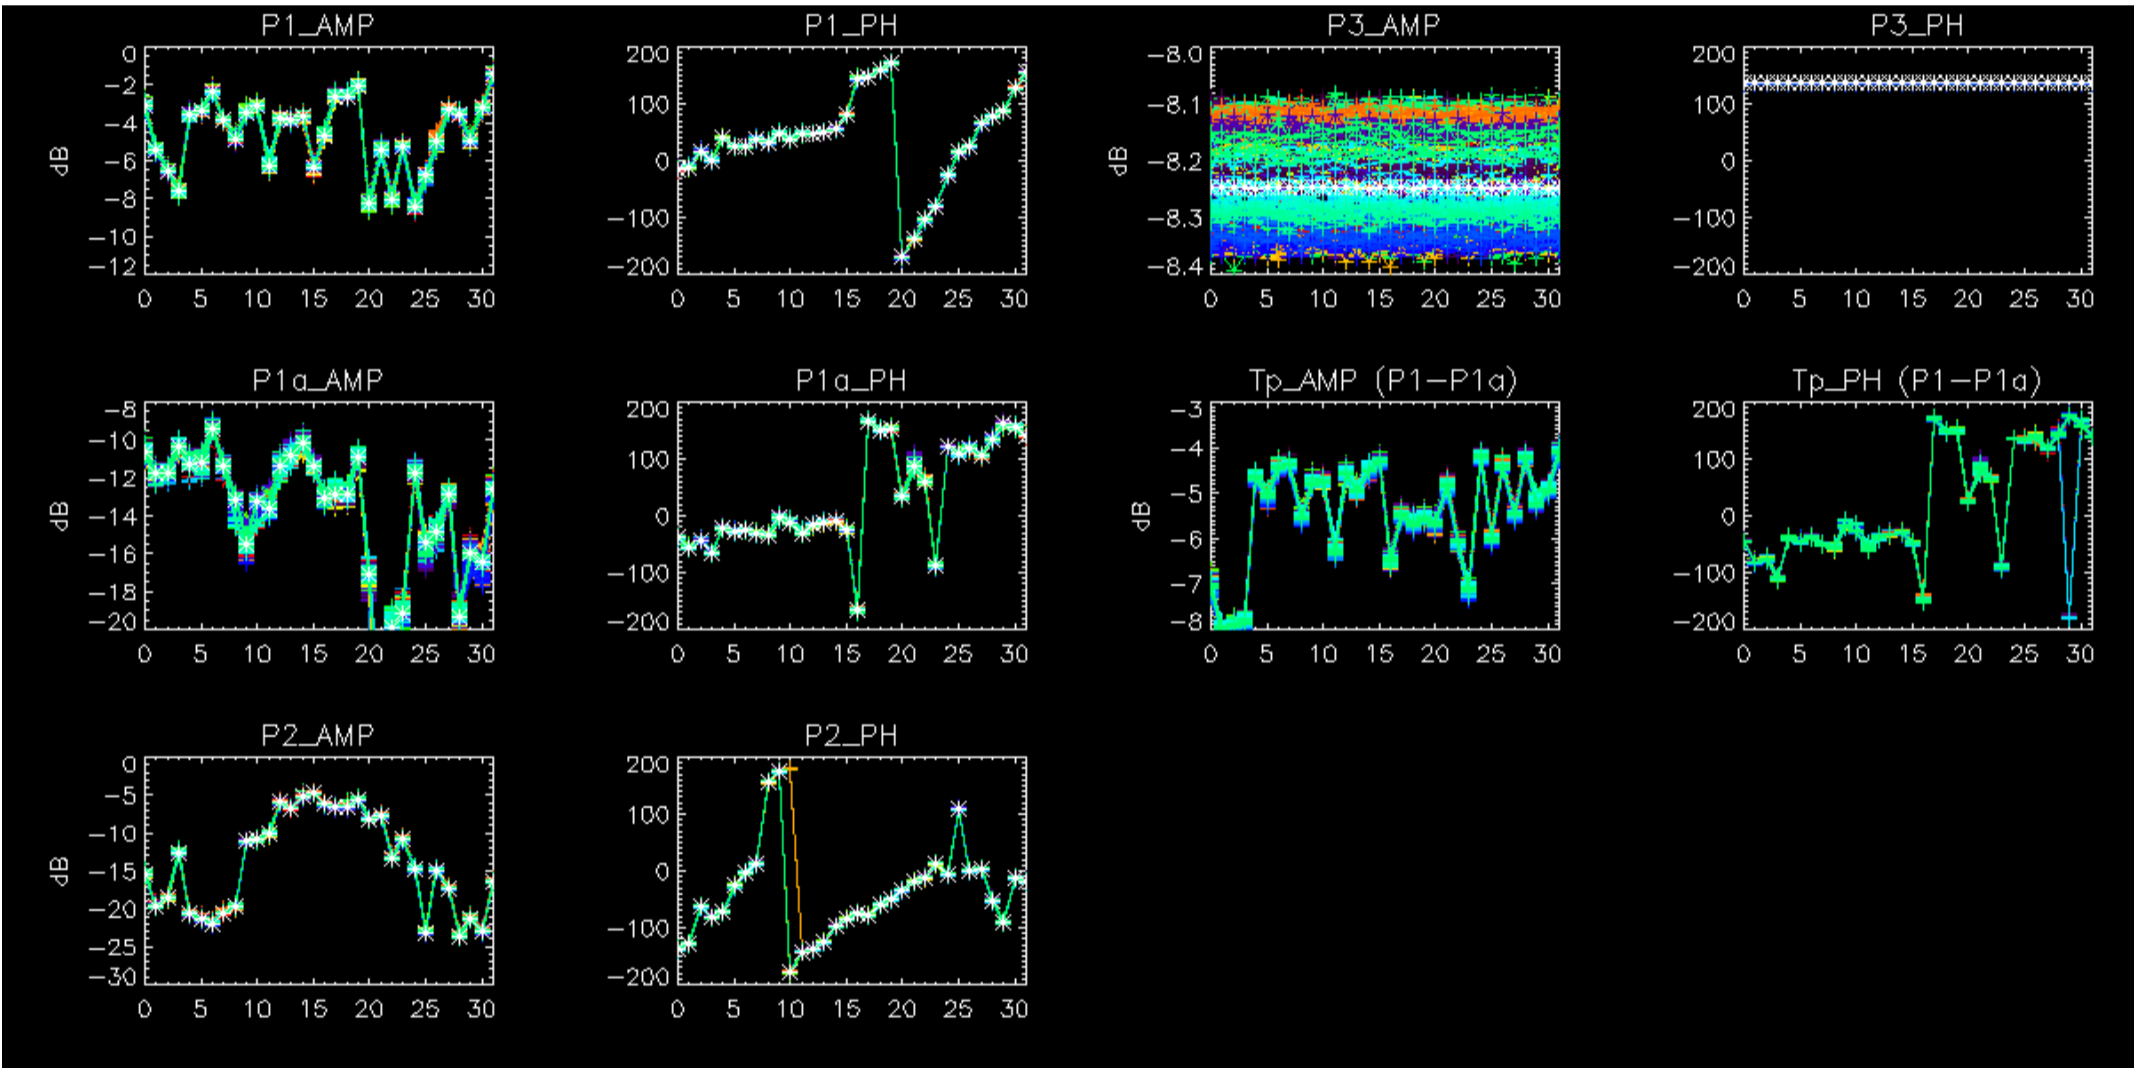 P1_AMP P1_PH P3_AMP P3_PH
0 200 -8.0 200
-2
-4 100 -8.1 100
dB -6 0 dB -8.2 0
-8
-10 -100 -8.3 -100
-12 -200 -8.4 -200
0 5 10 15 20 25 30 0 5 10 15 20 25 30 0 5 10 15 20 25 30 0 5 10 15 20 25 30
P1a_AMP P1a_PH Tp_AMP (P1-P1a) Tp_PH (P1-P1a)
-8 200 -3 200
-10 100 -4 100
-12
dB -14 0 dB -5 0
-16 -6
-18 -100 -7 -100
-20 -200 -8 -200
0 5 10 15 20 25 30 0 5 10 15 20 25 30 0 5 10 15 20 25 30 0 5 10 15 20 25 30
P2_AMP P2_PH
0 200
-5 100
-10
dB -15 0
-20 -100
-25
-30 -200
0 5 10 15 20 25 30 0 5 10 15 20 25 30